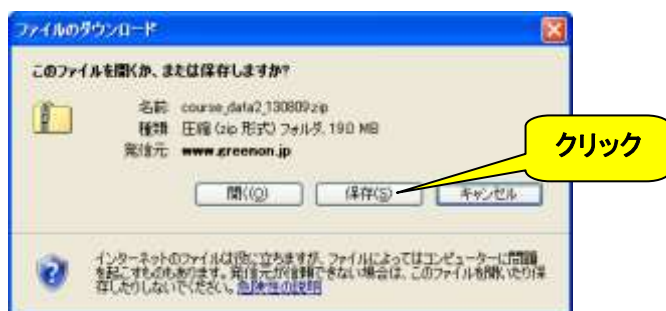 ファイルのダウンロード
このファイルを開くか、または保存しますか?
名前: course_data2_130809.zip
種類: 圧縮 (zip 形式) フォルダ, 190 MB
発信元: www.greenon.jp
クリック
開く(O) 保存(S) キャンセル
インターネットのファイルは役に立ちますが、ファイルによってはコンピューターに問題
を起こすものもあります。発信元が信頼できない場合は、このファイルを開いたり保
存したりしないでください。危険性の説明